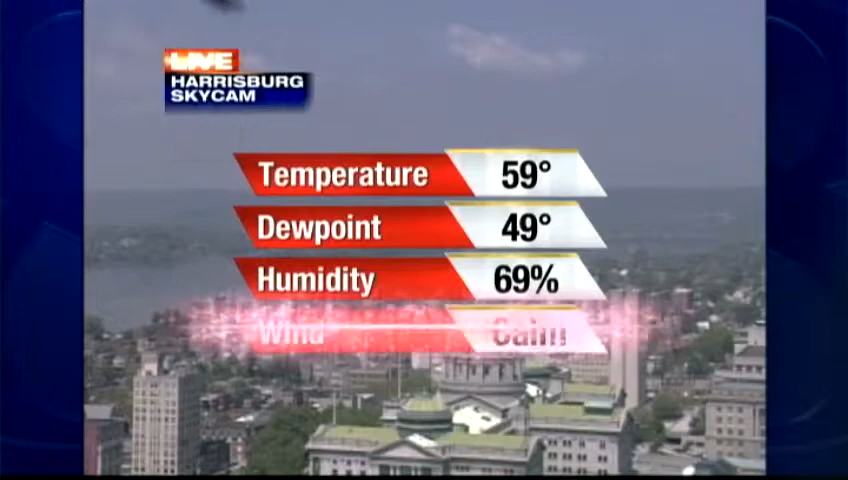 LIVE
HARRISBURG
SKYCAM
Temperature 59°
Dewpoint 49°
Humidity 69%
Wind Calm